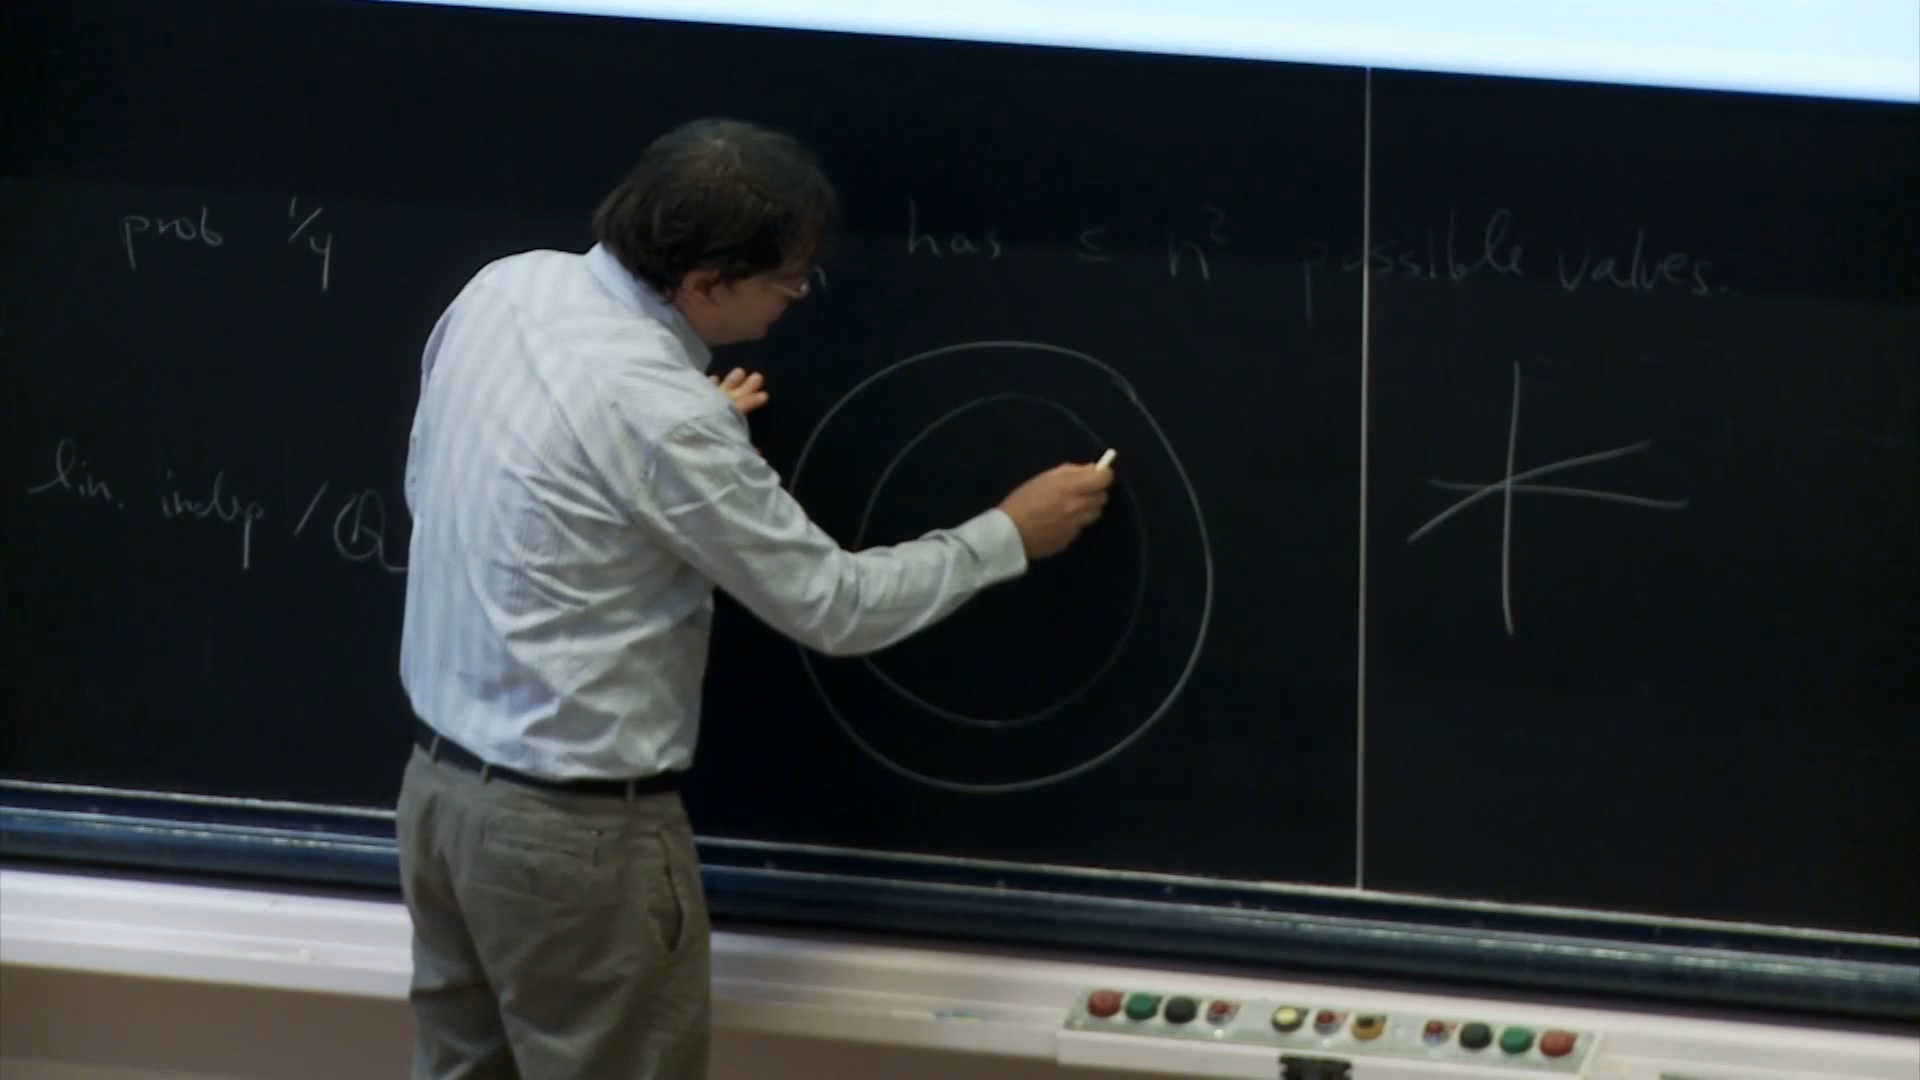 prob 1/4
n has ≤ n² possible values.
lin. indep / ℚ